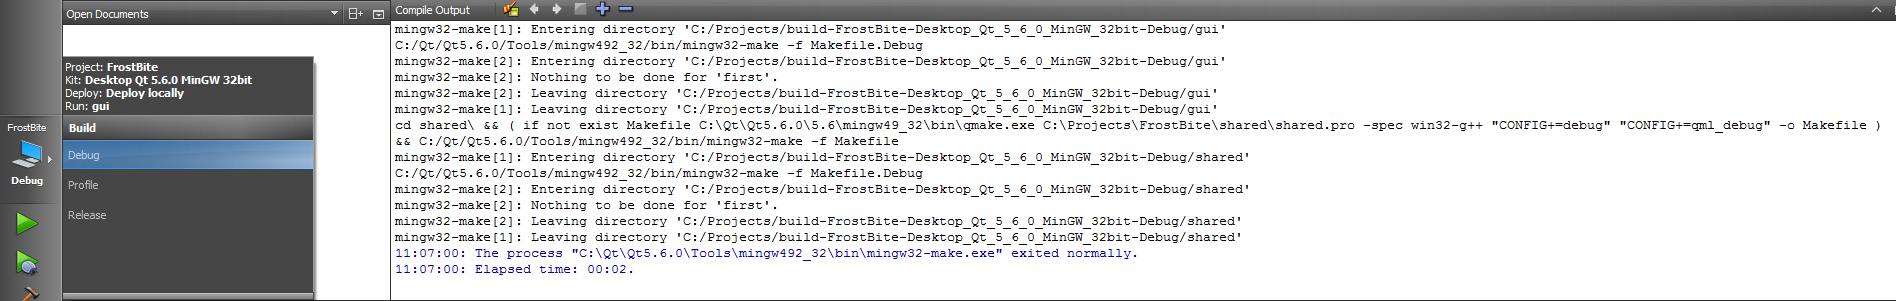 Open Documents
Project: FrostBite
Kit: Desktop Qt 5.6.0 MinGW 32bit
Deploy: Deploy locally
Run: gui
Build
Debug
Profile
Release
FrostBite
Debug
Compile Output
mingw32-make[1]: Entering directory 'C:/Projects/build-FrostBite-Desktop_Qt_5_6_0_MinGW_32bit-Debug/gui'
C:/Qt/Qt5.6.0/Tools/mingw492_32/bin/mingw32-make -f Makefile.Debug
mingw32-make[2]: Entering directory 'C:/Projects/build-FrostBite-Desktop_Qt_5_6_0_MinGW_32bit-Debug/gui'
mingw32-make[2]: Nothing to be done for 'first'.
mingw32-make[2]: Leaving directory 'C:/Projects/build-FrostBite-Desktop_Qt_5_6_0_MinGW_32bit-Debug/gui'
mingw32-make[1]: Leaving directory 'C:/Projects/build-FrostBite-Desktop_Qt_5_6_0_MinGW_32bit-Debug/gui'
cd shared\ && ( if not exist Makefile C:\Qt\Qt5.6.0\5.6\mingw49_32\bin\qmake.exe C:\Projects\FrostBite\shared\shared.pro -spec win32-g++ "CONFIG+=debug" "CONFIG+=qml_debug" -o Makefile )
&& C:/Qt/Qt5.6.0/Tools/mingw492_32/bin/mingw32-make -f Makefile
mingw32-make[1]: Entering directory 'C:/Projects/build-FrostBite-Desktop_Qt_5_6_0_MinGW_32bit-Debug/shared'
C:/Qt/Qt5.6.0/Tools/mingw492_32/bin/mingw32-make -f Makefile.Debug
mingw32-make[2]: Entering directory 'C:/Projects/build-FrostBite-Desktop_Qt_5_6_0_MinGW_32bit-Debug/shared'
mingw32-make[2]: Nothing to be done for 'first'.
mingw32-make[2]: Leaving directory 'C:/Projects/build-FrostBite-Desktop_Qt_5_6_0_MinGW_32bit-Debug/shared'
mingw32-make[1]: Leaving directory 'C:/Projects/build-FrostBite-Desktop_Qt_5_6_0_MinGW_32bit-Debug/shared'
11:07:00: The process "C:\Qt\Qt5.6.0\Tools\mingw492_32\bin\mingw32-make.exe" exited normally.
11:07:00: Elapsed time: 00:02.